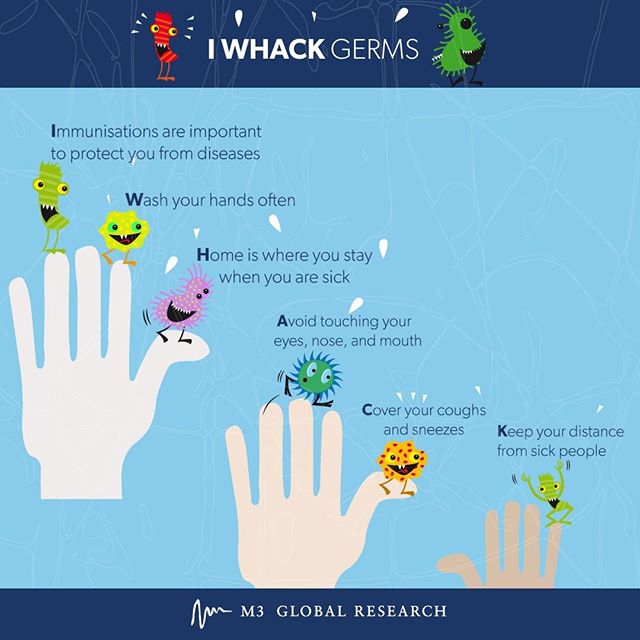 I WHACK GERMS
Immunisations are important
to protect you from diseases
Wash your hands often
Home is where you stay
when you are sick
Avoid touching your
eyes, nose, and mouth
Cover your coughs
and sneezes
Keep your distance
from sick people
M3 GLOBAL RESEARCH